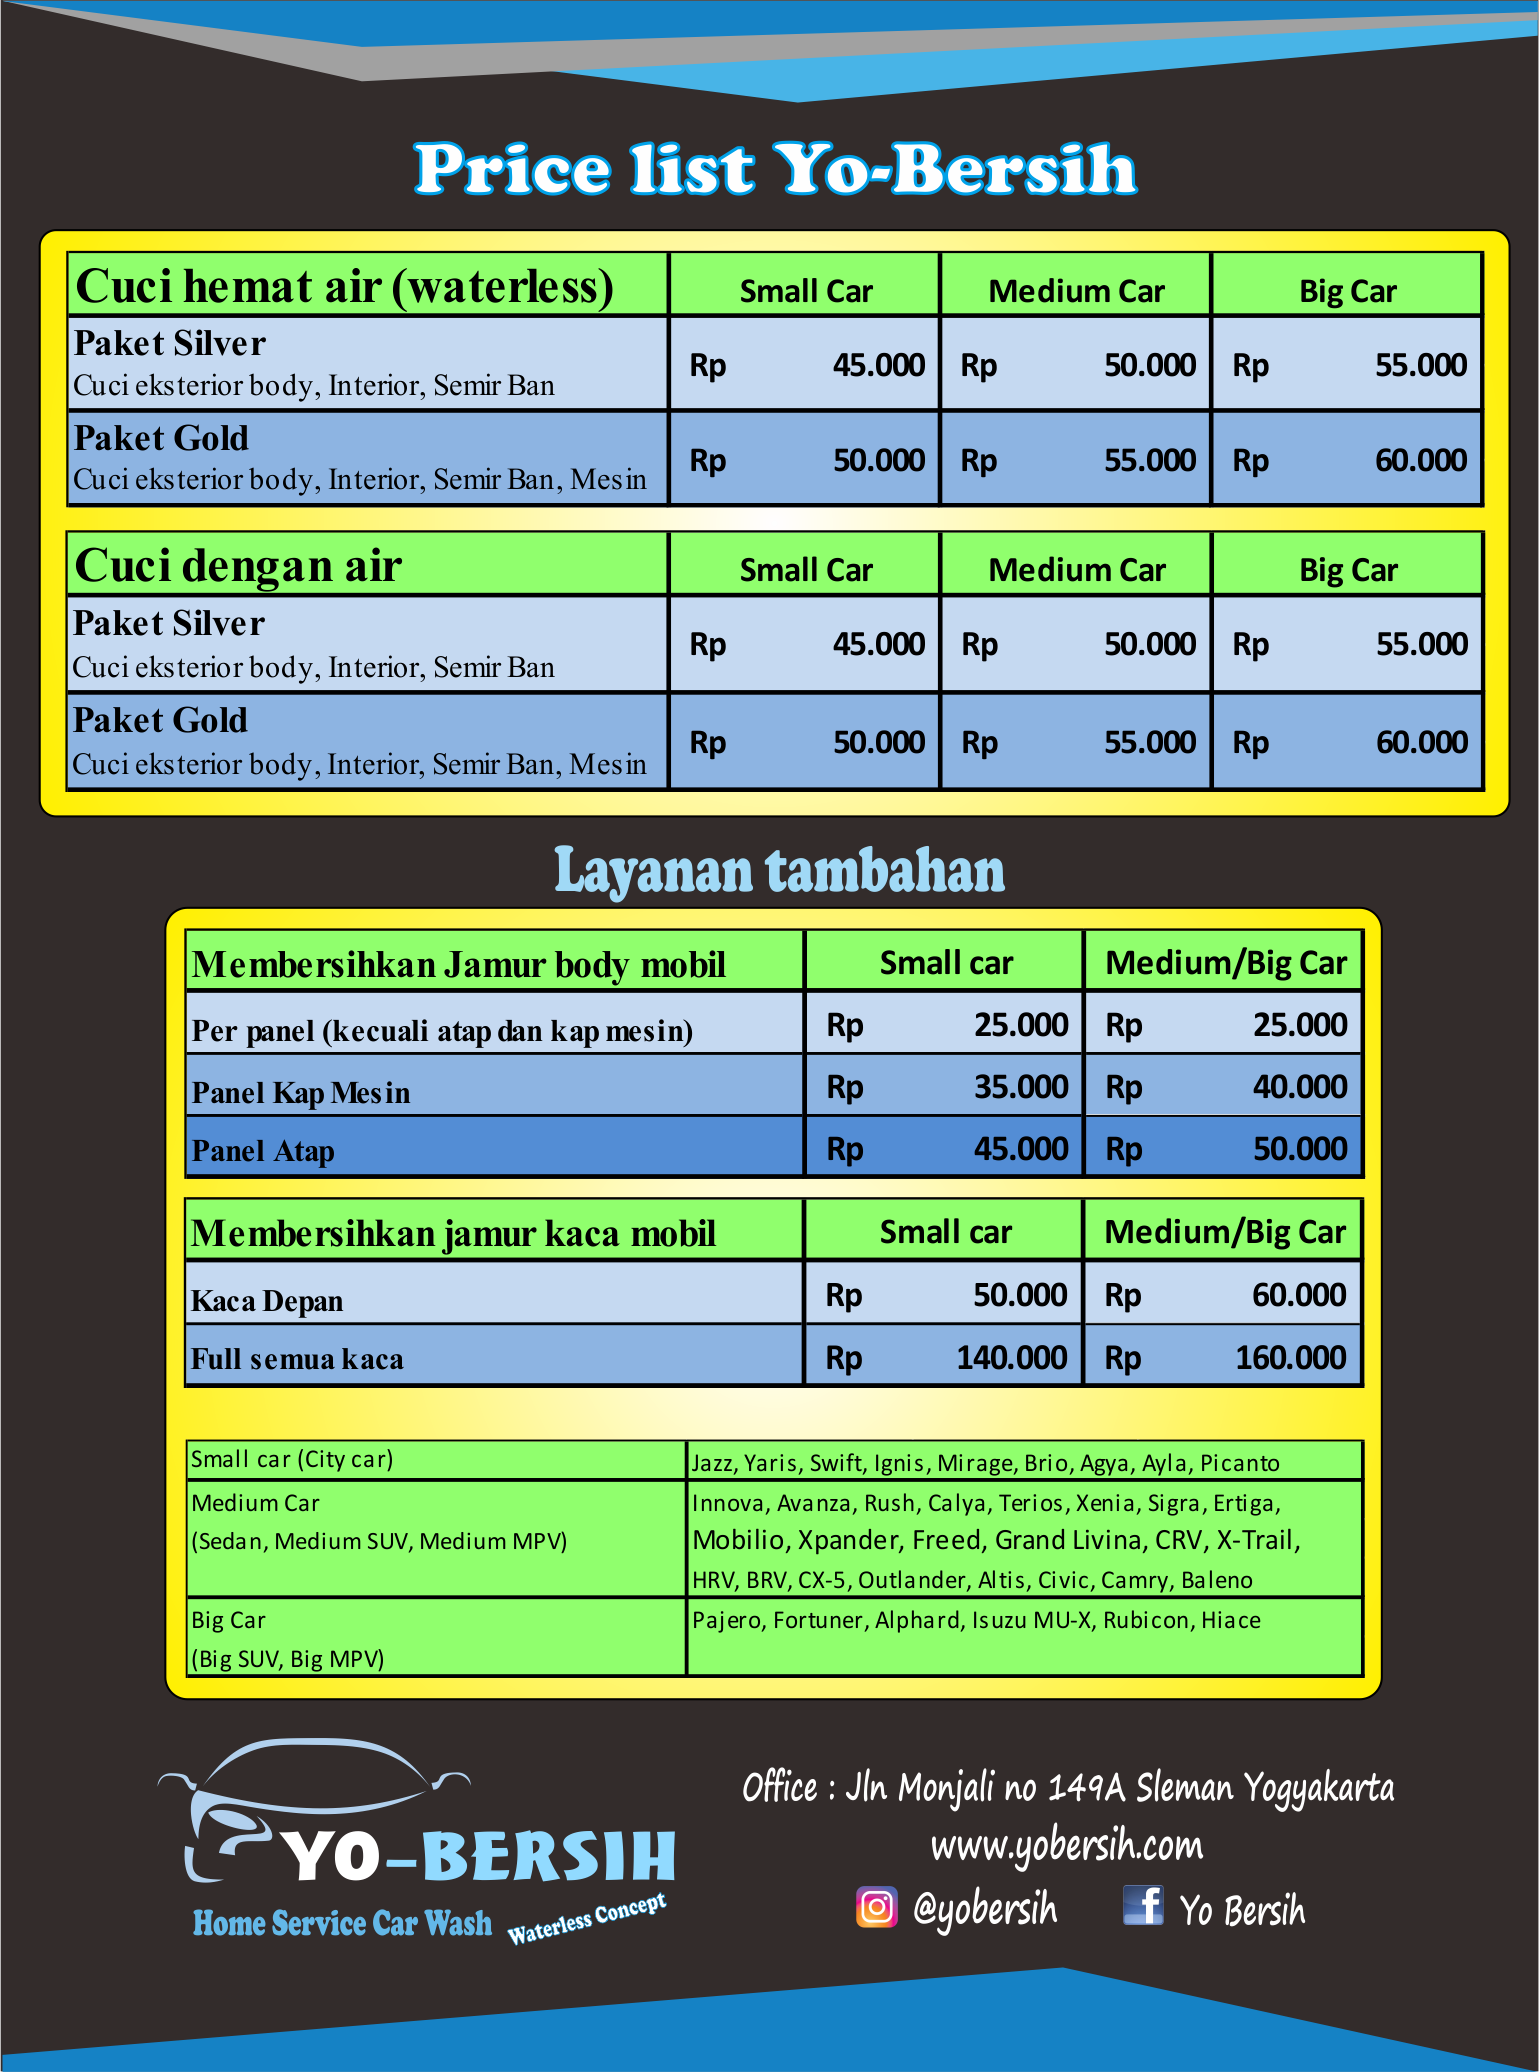 Price list Yo-Bersih
Cuci hemat air (waterless) Small Car Medium Car Big Car
Paket Silver
Cuci eksterior body, Interior, Semir Ban
Rp 45.000 Rp 50.000 Rp 55.000
Paket Gold
Cuci eksterior body, Interior, Semir Ban, Mesin
Rp 50.000 Rp 55.000 Rp 60.000
Cuci dengan air Small Car Medium Car Big Car
Paket Silver
Cuci eksterior body, Interior, Semir Ban
Rp 45.000 Rp 50.000 Rp 55.000
Paket Gold
Cuci eksterior body, Interior, Semir Ban, Mesin
Rp 50.000 Rp 55.000 Rp 60.000
Layanan tambahan
Membersihkan Jamur body mobil Small car Medium/Big Car
Per panel (kecuali atap dan kap mesin) Rp 25.000 Rp 25.000
Panel Kap Mesin Rp 35.000 Rp 40.000
Panel Atap Rp 45.000 Rp 50.000
Membersihkan jamur kaca mobil Small car Medium/Big Car
Kaca Depan Rp 50.000 Rp 60.000
Full semua kaca Rp 140.000 Rp 160.000
Small car (City car) Jazz, Yaris, Swift, Ignis, Mirage, Brio, Agya, Ayla, Picanto
Medium Car
(Sedan, Medium SUV, Medium MPV)
Innova, Avanza, Rush, Calya, Terios, Xenia, Sigra, Ertiga,
Mobilio, Xpander, Freed, Grand Livina, CRV, X-Trail,
HRV, BRV, CX-5, Outlander, Altis, Civic, Camry, Baleno
Big Car
(Big SUV, Big MPV)
Pajero, Fortuner, Alphard, Isuzu MU-X, Rubicon, Hiace
YO-BERSIH
Home Service Car Wash
Waterless Concept
Office : Jln Monjali no 149A Sleman Yogyakarta
www.yobersih.com
@yobersih f Yo Bersih